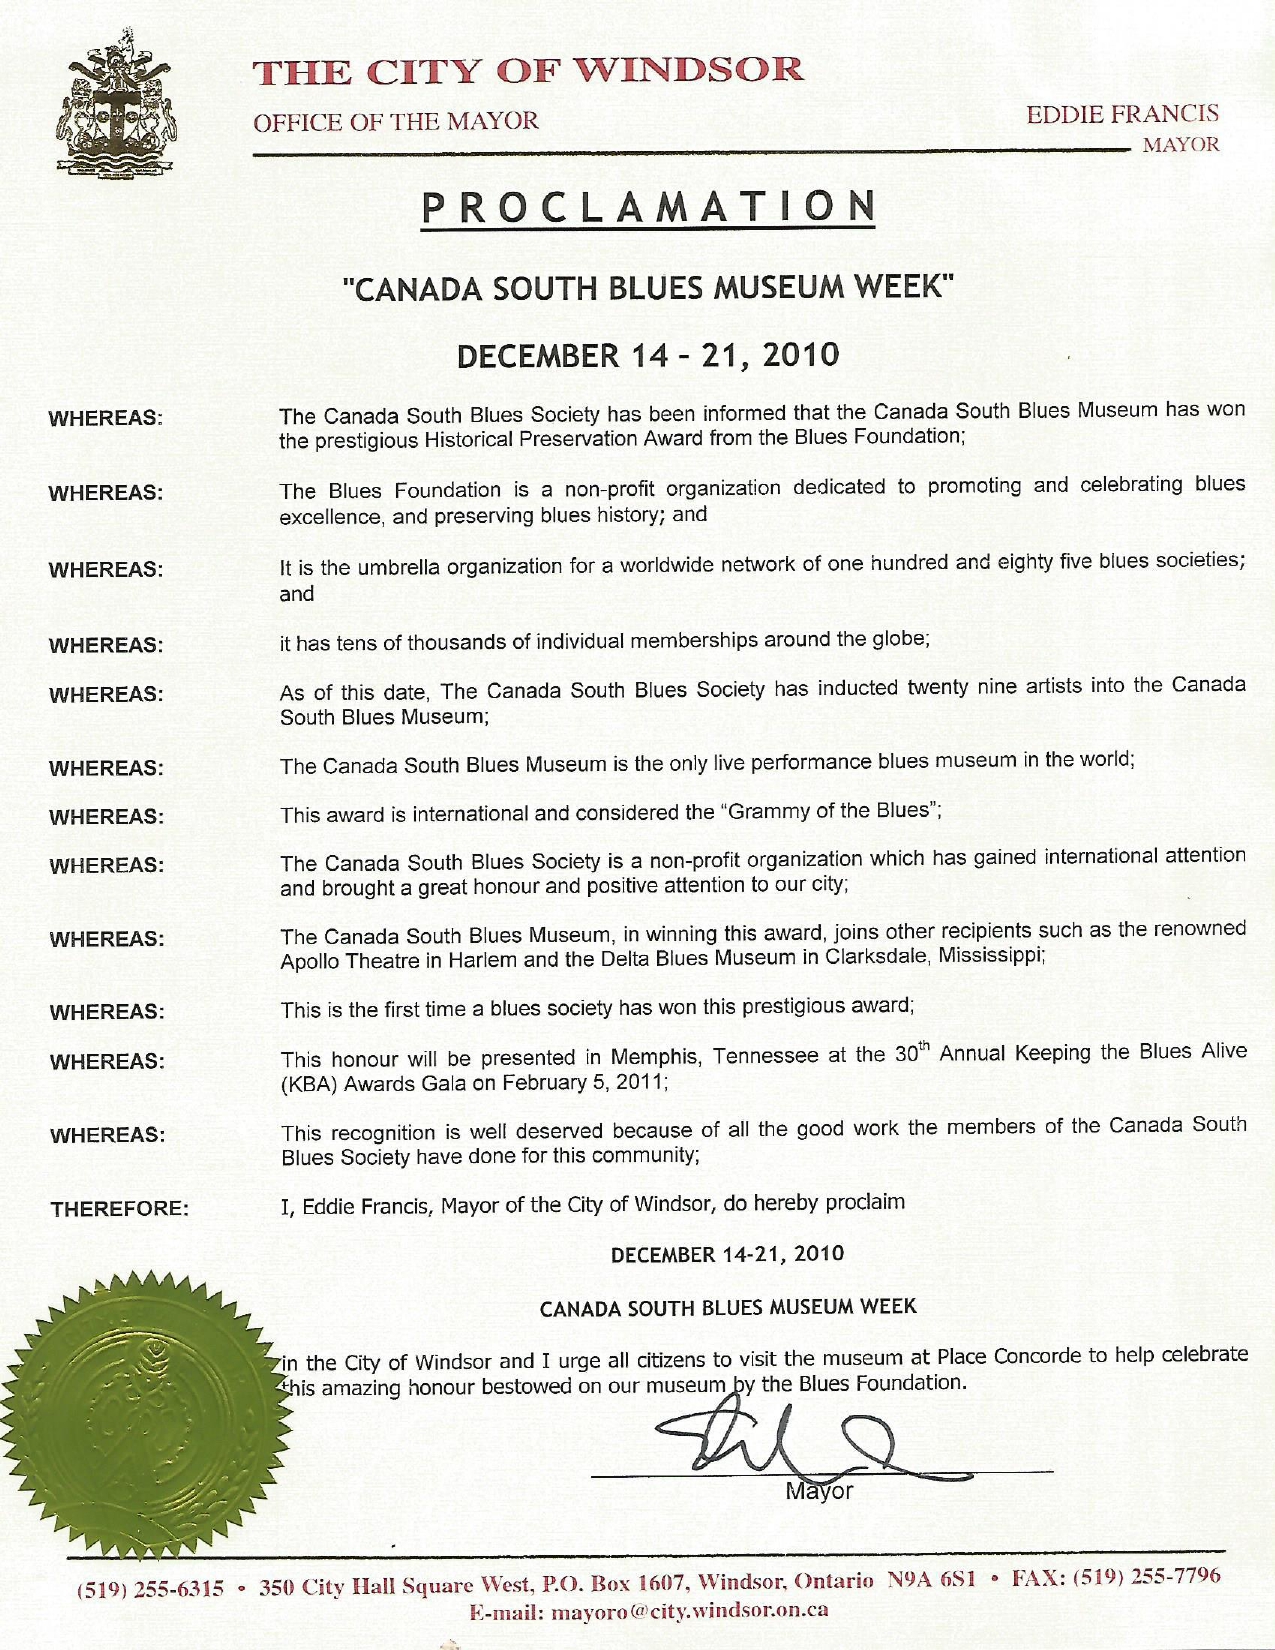 THE CITY OF WINDSOR
OFFICE OF THE MAYOR
EDDIE FRANCIS
MAYOR
PROCLAMATION
"CANADA SOUTH BLUES MUSEUM WEEK"
DECEMBER 14 - 21, 2010
WHEREAS: The Canada South Blues Society has been informed that the Canada South Blues Museum has won
the prestigious Historical Preservation Award from the Blues Foundation;
WHEREAS: The Blues Foundation is a non-profit organization dedicated to promoting and celebrating blues
excellence, and preserving blues history; and
WHEREAS: It is the umbrella organization for a worldwide network of one hundred and eighty five blues societies;
and
WHEREAS: it has tens of thousands of individual memberships around the globe;
WHEREAS: As of this date, The Canada South Blues Society has inducted twenty nine artists into the Canada
South Blues Museum;
WHEREAS: The Canada South Blues Museum is the only live performance blues museum in the world;
WHEREAS: This award is international and considered the “Grammy of the Blues”;
WHEREAS: The Canada South Blues Society is a non-profit organization which has gained international attention
and brought a great honour and positive attention to our city;
WHEREAS: The Canada South Blues Museum, in winning this award, joins other recipients such as the renowned
Apollo Theatre in Harlem and the Delta Blues Museum in Clarksdale, Mississippi;
WHEREAS: This is the first time a blues society has won this prestigious award;
WHEREAS: This honour will be presented in Memphis, Tennessee at the 30th Annual Keeping the Blues Alive
(KBA) Awards Gala on February 5, 2011;
WHEREAS: This recognition is well deserved because of all the good work the members of the Canada South
Blues Society have done for this community;
THEREFORE: I, Eddie Francis, Mayor of the City of Windsor, do hereby proclaim
DECEMBER 14-21, 2010
CANADA SOUTH BLUES MUSEUM WEEK
in the City of Windsor and I urge all citizens to visit the museum at Place Concorde to help celebrate
this amazing honour bestowed on our museum by the Blues Foundation.
Mayor
(519) 255-6315 • 350 City Hall Square West, P.O. Box 1607, Windsor, Ontario N9A 6S1 • FAX: (519) 255-7796
E-mail: mayoro@city.windsor.on.ca